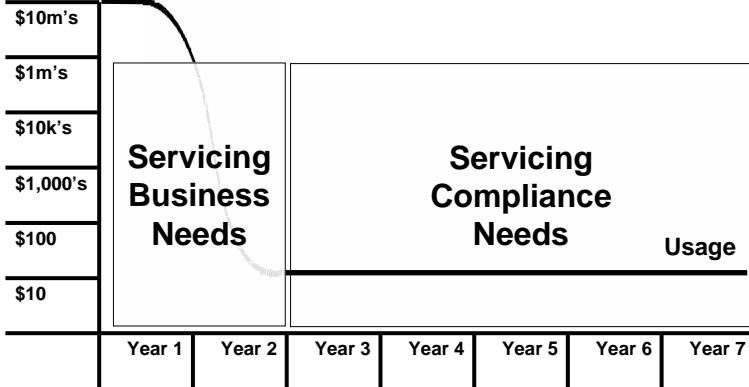 $10m’s
$1m’s
$10k’s
$1,000’s
$100
$10
Servicing
Business
Needs
Servicing
Compliance
Needs
Usage
Year 1 Year 2 Year 3 Year 4 Year 5 Year 6 Year 7